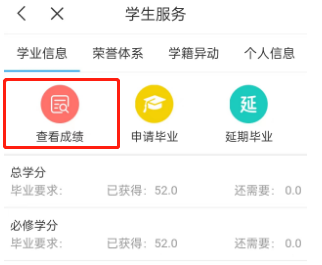 学生服务
学业信息 荣誉体系 学籍异动 个人信息
延
查看成绩 申请毕业 延期毕业
总学分
毕业要求： 已获得：52.0 还需要：0.0
必修学分
毕业要求： 已获得：52.0 还需要：0.0